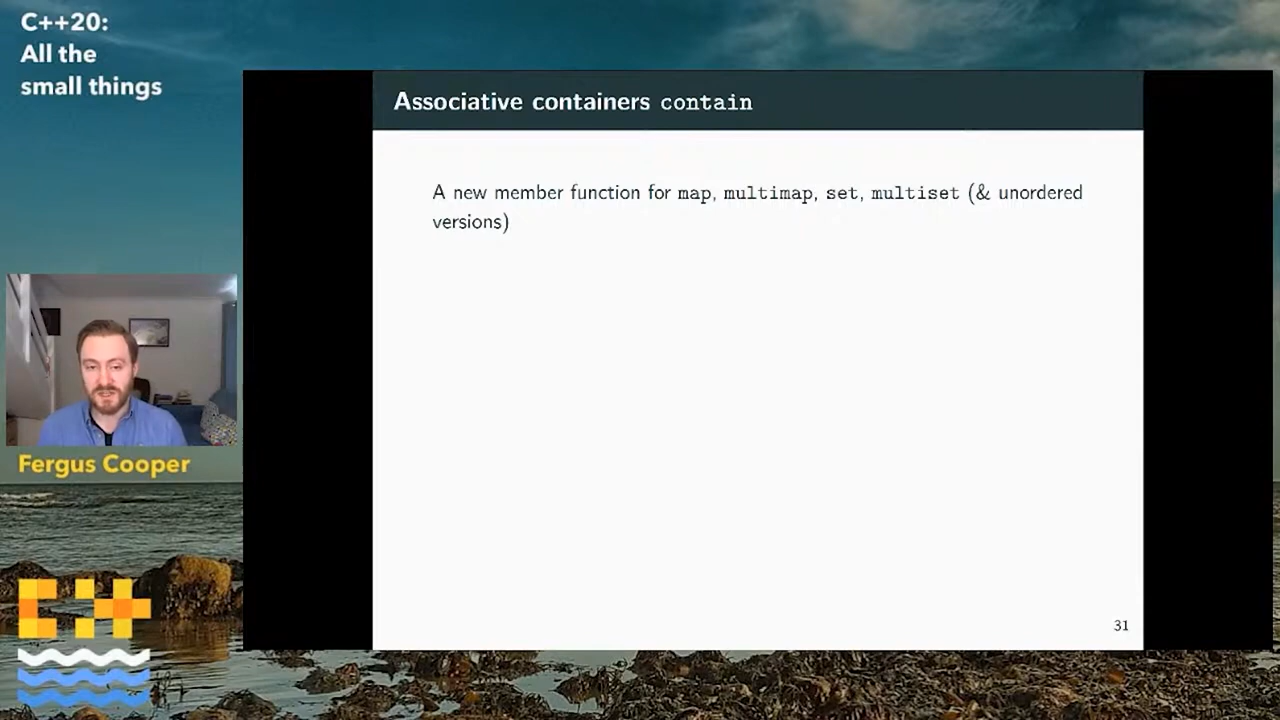 C++20:
All the
small things
Associative containers contain
A new member function for map, multimap, set, multiset (& unordered
versions)
Fergus Cooper
31